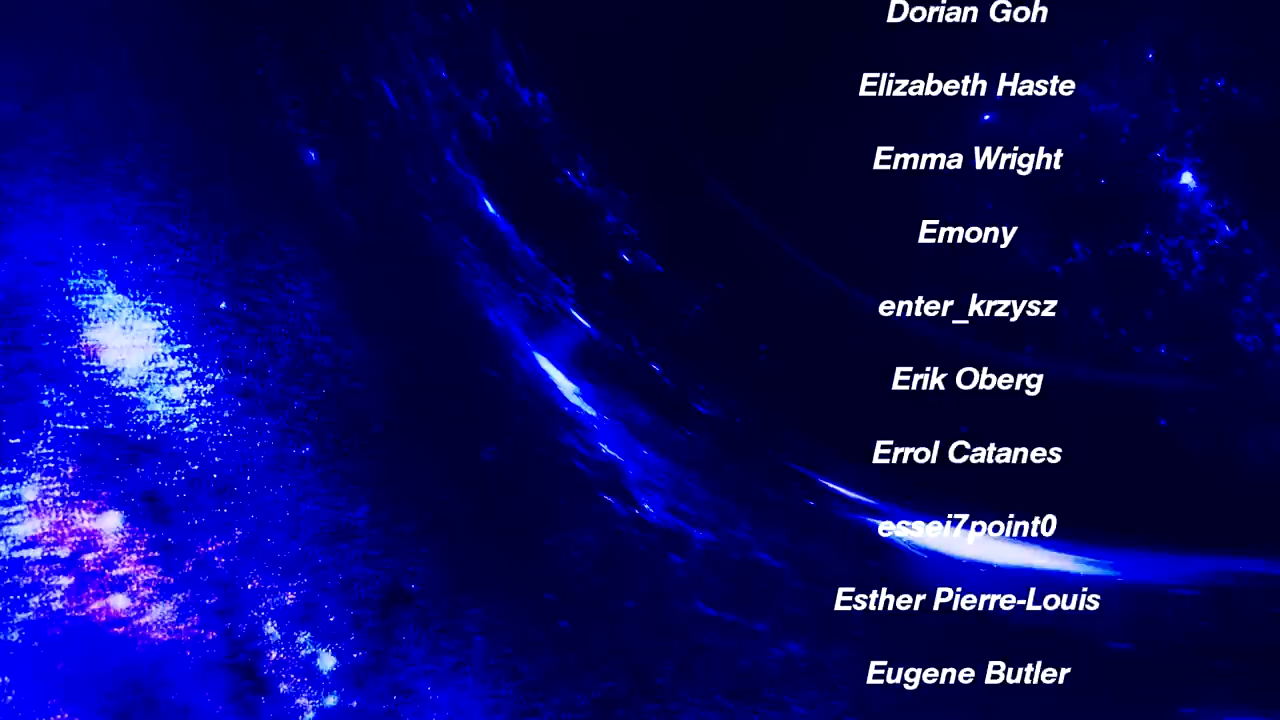 Dorian Goh
Elizabeth Haste
Emma Wright
Emony
enter_krzysz
Erik Oberg
Errol Catanes
essei7point0
Esther Pierre-Louis
Eugene Butler